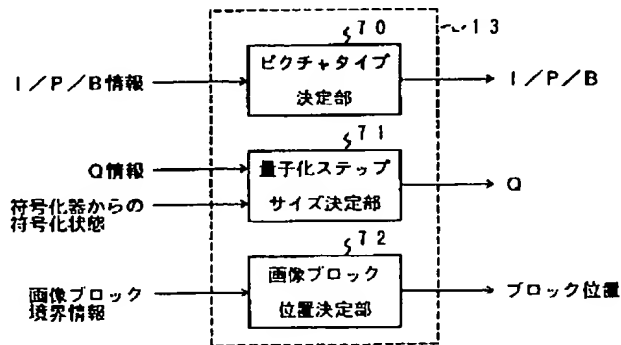 70
13
ピクチャタイプ
決定部
I/P/B情報
I/P/B
71
Q情報
量子化ステップ
サイズ決定部
符号化器からの
符号化状態
Q
72
画像ブロック
位置決定部
画像ブロック
境界情報
ブロック位置